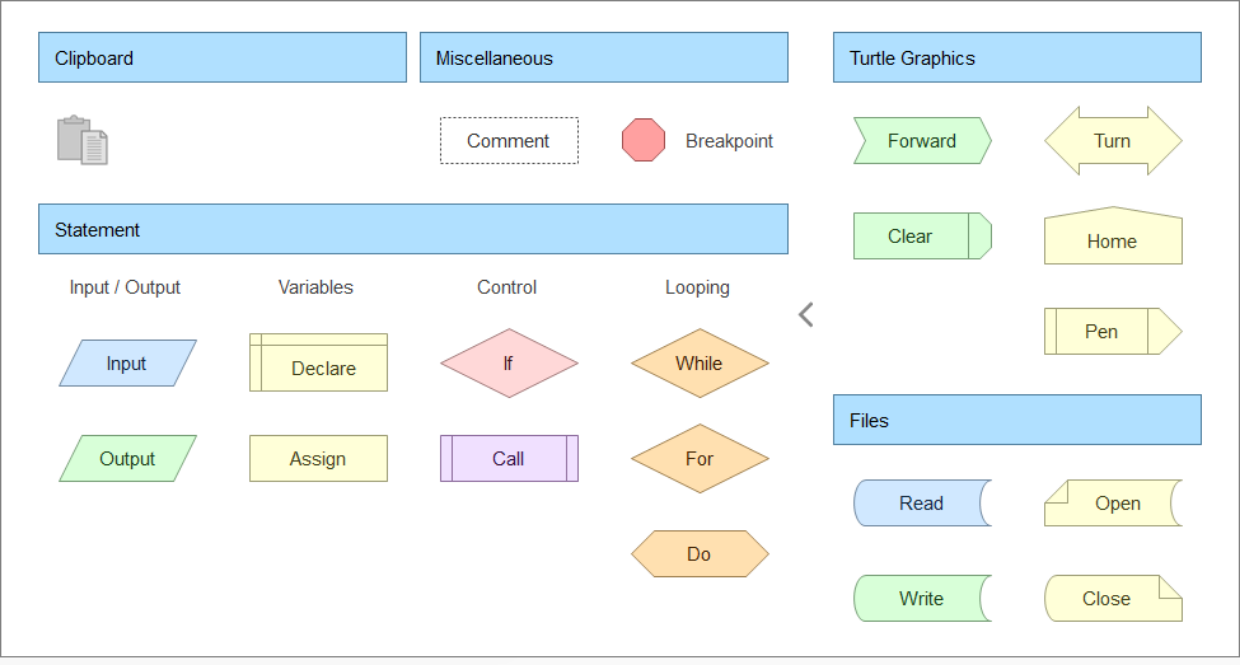 Clipboard
Miscellaneous
Comment
Breakpoint
Statement
Input / Output
Variables
Control
Looping
Input
Declare
If
While
Output
Assign
Call
For
Do
Turtle Graphics
Forward
Turn
Clear
Home
Pen
Files
Read
Open
Write
Close